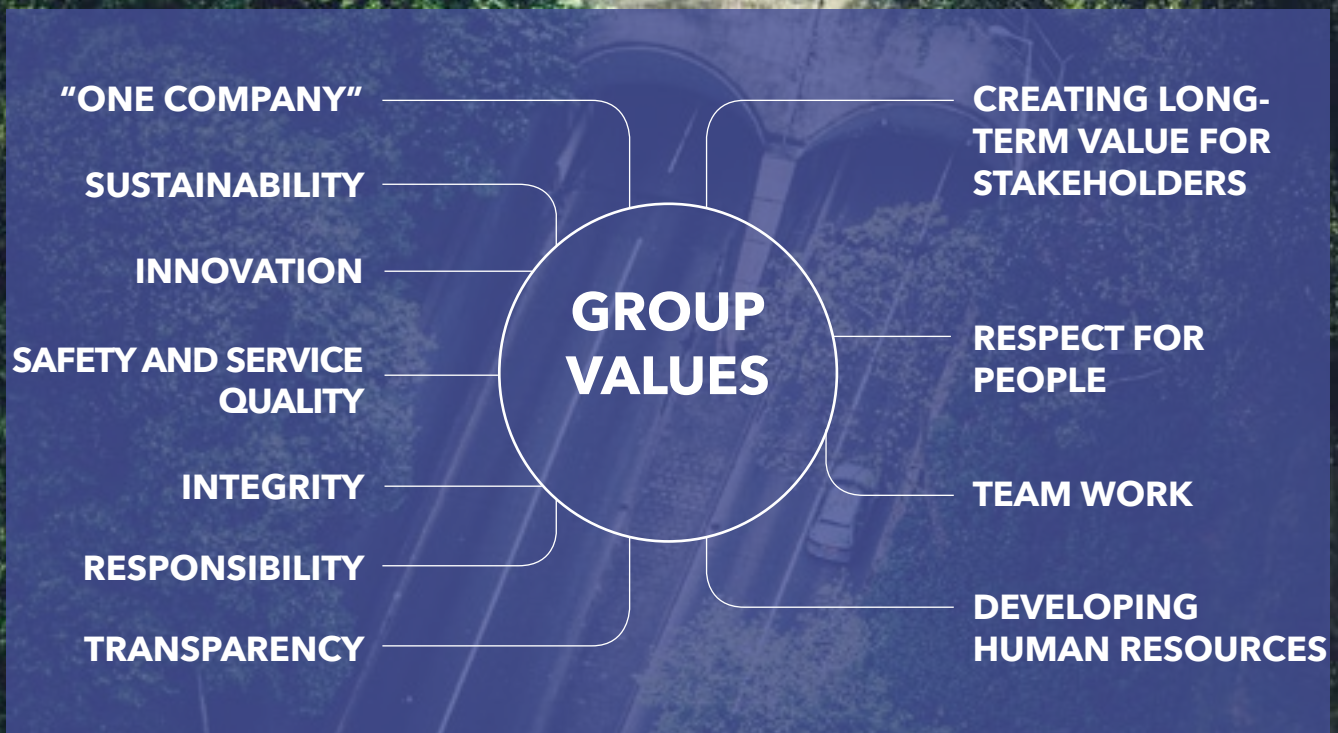 "ONE COMPANY"
SUSTAINABILITY
INNOVATION
SAFETY AND SERVICE
QUALITY
INTEGRITY
RESPONSIBILITY
TRANSPARENCY
GROUP
VALUES
CREATING LONG-
TERM VALUE FOR
STAKEHOLDERS
RESPECT FOR
PEOPLE
TEAM WORK
DEVELOPING
HUMAN RESOURCES